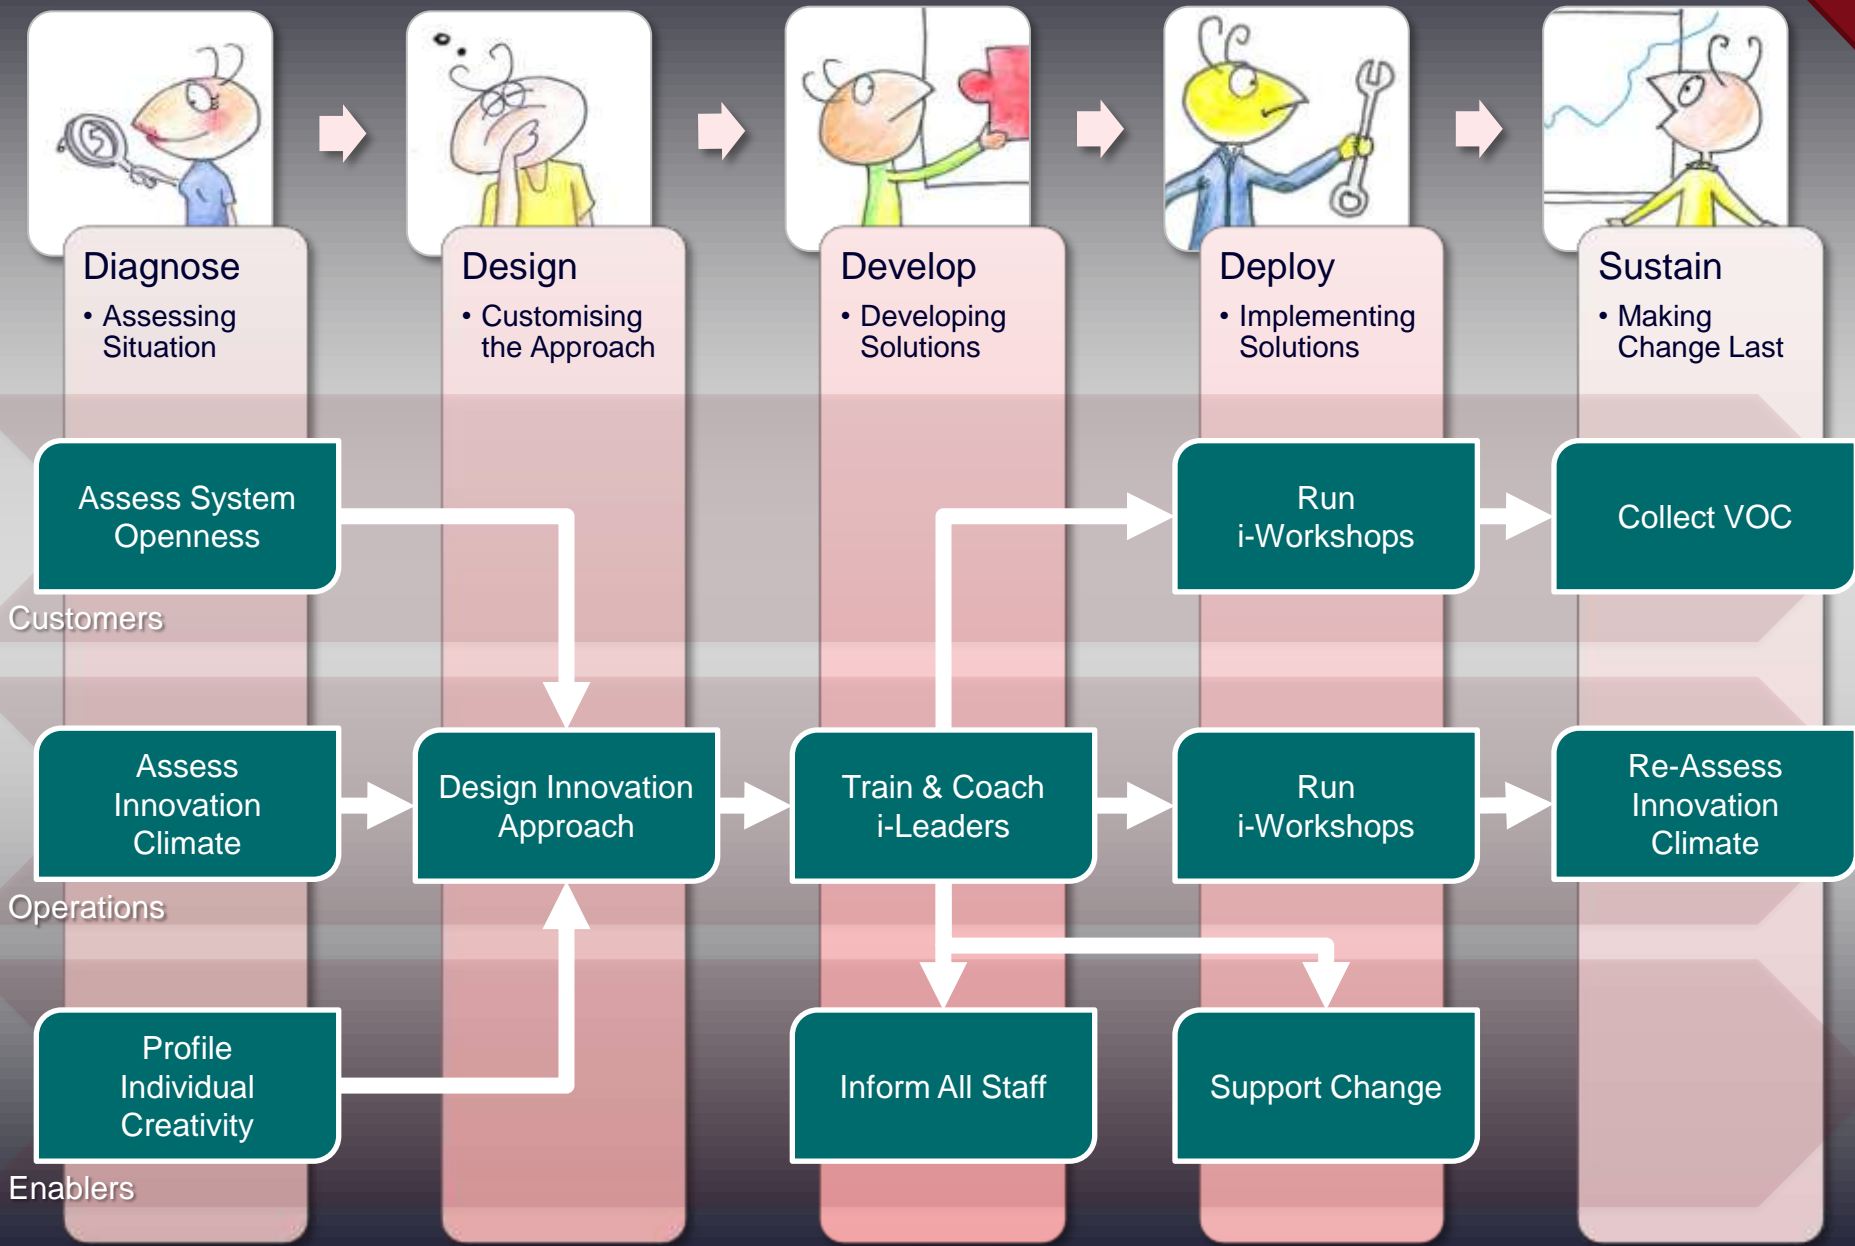 Diagnose
• Assessing
Situation
Design
• Customising
the Approach
Develop
• Developing
Solutions
Deploy
• Implementing
Solutions
Sustain
• Making
Change Last
Assess System
Openness
Run
i-Workshops
Collect VOC
Customers
Assess
Innovation
Climate
Design Innovation
Approach
Train & Coach
i-Leaders
Run
i-Workshops
Re-Assess
Innovation
Climate
Operations
Profile
Individual
Creativity
Inform All Staff
Support Change
Enablers